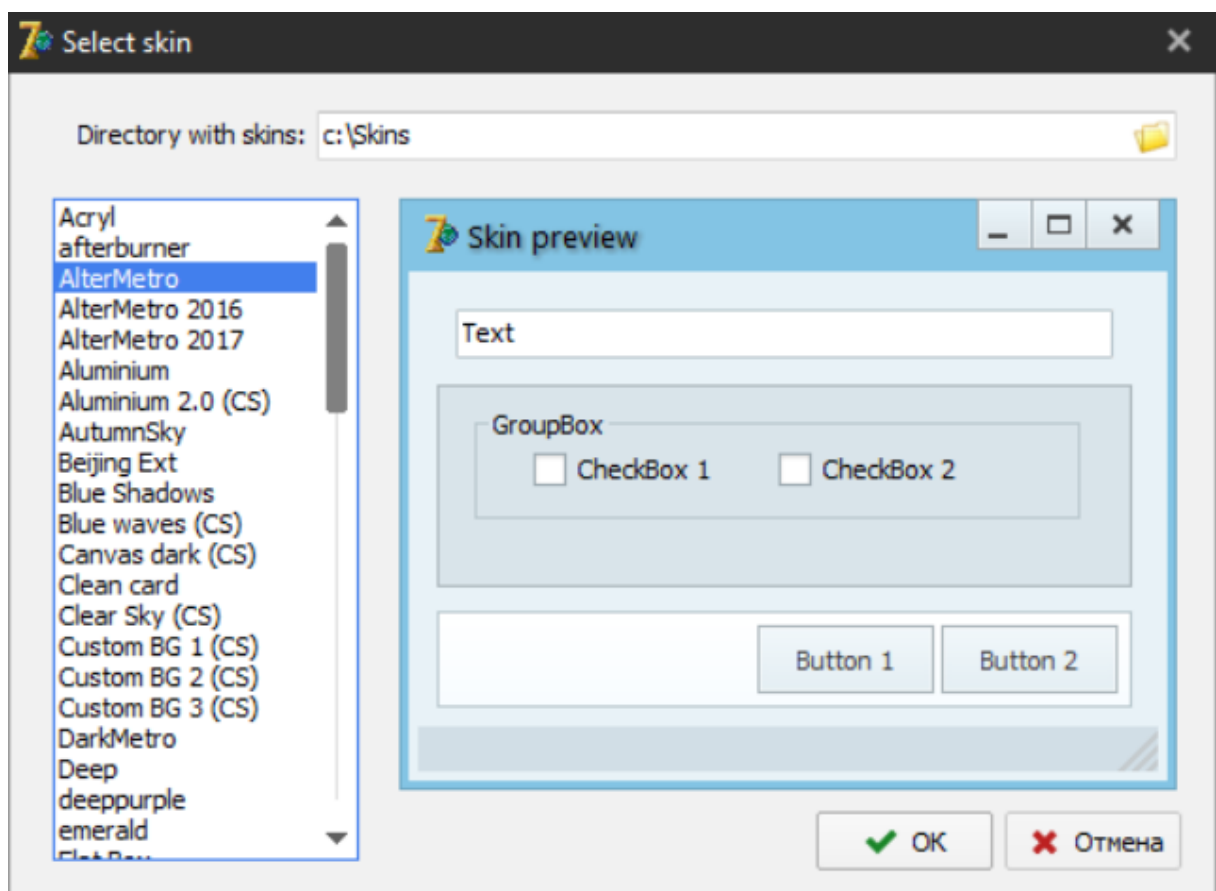 Select skin
Directory with skins: c:\Skins
Acryl
afterburner
AlterMetro
AlterMetro 2016
AlterMetro 2017
Aluminium
Aluminium 2.0 (CS)
AutumnSky
Beijing Ext
Blue Shadows
Blue waves (CS)
Canvas dark (CS)
Clean card
Clear Sky (CS)
Custom BG 1 (CS)
Custom BG 2 (CS)
Custom BG 3 (CS)
DarkMetro
Deep
deeppurple
emerald
Skin preview
Text
GroupBox
CheckBox 1 CheckBox 2
Button 1 Button 2
OK Отмена